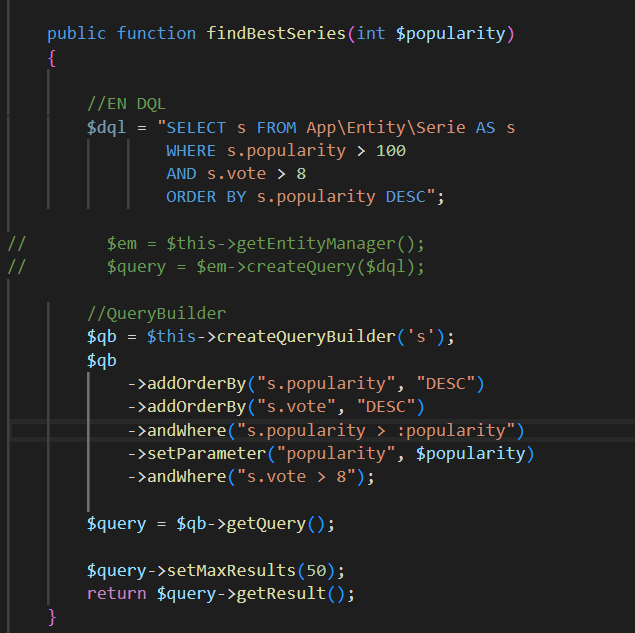 public function findBestSeries(int $popularity)
{
//EN DQL
$dql = "SELECT s FROM App\Entity\Serie AS s
WHERE s.popularity > 100
AND s.vote > 8
ORDER BY s.popularity DESC";
//        $em = $this->getEntityManager();
//        $query = $em->createQuery($dql);
//QueryBuilder
$qb = $this->createQueryBuilder('s');
$qb
->addOrderBy("s.popularity", "DESC")
->addOrderBy("s.vote", "DESC")
->andWhere("s.popularity > :popularity")
->setParameter("popularity", $popularity)
->andWhere("s.vote > 8");
$query = $qb->getQuery();
$query->setMaxResults(50);
return $query->getResult();
}